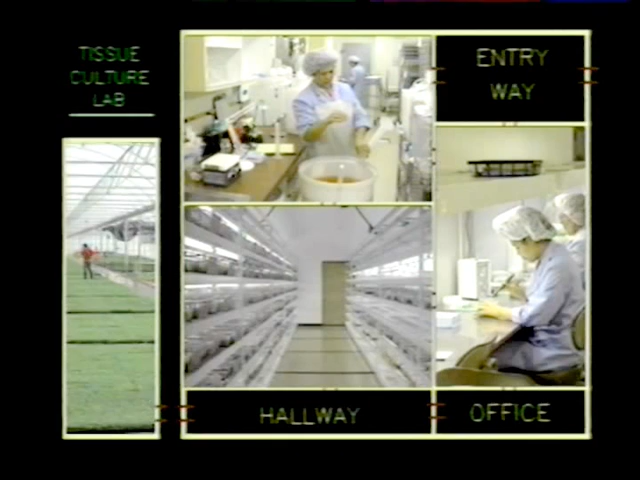 TISSUE
CULTURE
LAB
ENTRY
WAY
HALLWAY
OFFICE